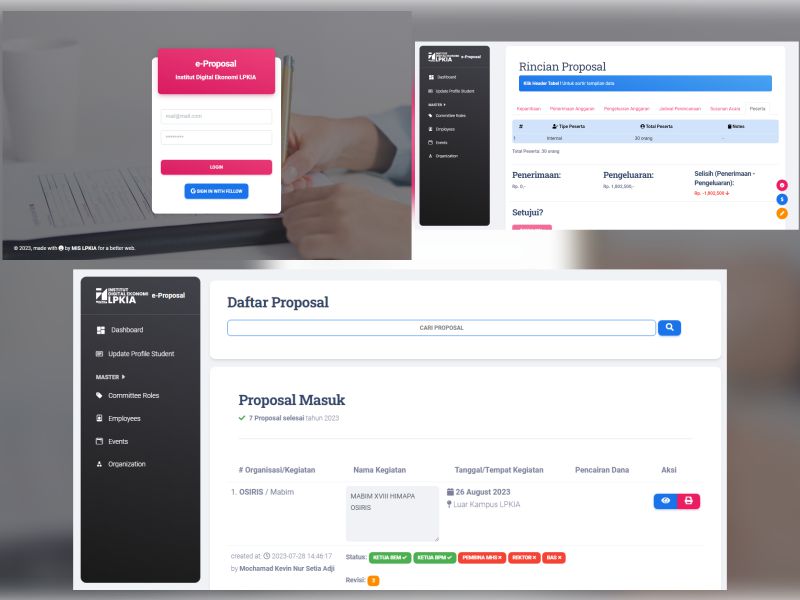 e-Proposal
Institut Digital Ekonomi LPKIA
mail@mail.com
********
LOGIN
G SIGN IN WITH FELLOW
© 2023, made with by MIS LPKIA for a better web.
INSTITUT
DIGITAL EKONOMI
LPKIA
e-Proposal
Dashboard
Update Profile Student
MASTER
Committee Roles
Employees
Events
Organization
Rincian Proposal
Klik Header Tabel ! Untuk sortir tampilan data
Kepanitiaan Penerimaan Anggaran Pengeluaran Anggaran Jadwal Perencanaan Susunan Acara Peserta
# Tipe Peserta Total Peserta Notes
1 Internal 30 orang -
Total Peserta: 30 orang
Penerimaan: Pengeluaran: Selisih (Penerimaan - Pengeluaran):
Rp. 0,- Rp. 1,802,500,- Rp. -1,802,500
Setujui?
INSTITUT
DIGITAL EKONOMI
LPKIA
e-Proposal
Dashboard
Update Profile Student
MASTER
Committee Roles
Employees
Events
Organization
Daftar Proposal
CARI PROPOSAL
Proposal Masuk
7 Proposal selesai tahun 2023
# Organisasi/Kegiatan Nama Kegiatan Tanggal/Tempat Kegiatan Pencairan Dana Aksi
1. OSIRIS / Mabim MABIM XVIII HIMAPA 26 August 2023
OSIRIS Luar Kampus LPKIA
created at: 2023-07-28 14:46:17 Status: KETUA BEM KETUA BPM PEMBINA MHS REKTOR BAS
by Mochamad Kevin Nur Setia Adji
Revisi: